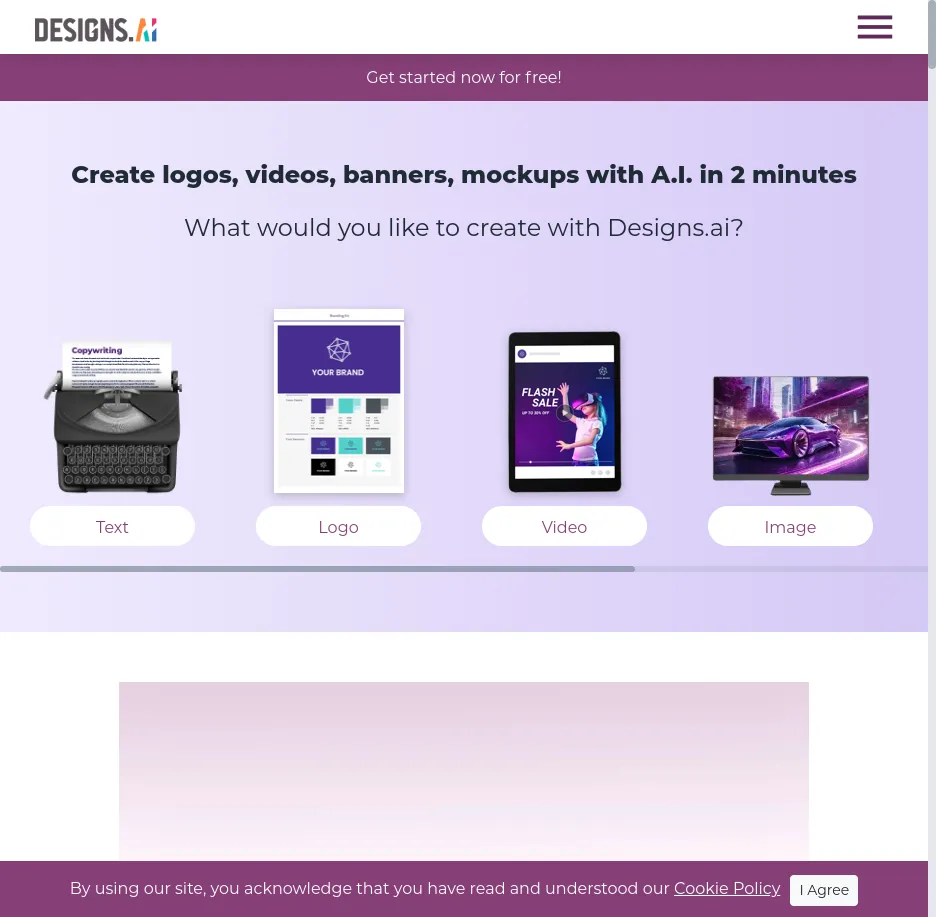 DESIGNS.Ai
Get started now for free!
Create logos, videos, banners, mockups with A.I. in 2 minutes
What would you like to create with Designs.ai?
Copywriting
YOUR BRAND
FLASH
SALE
UP TO 30% OFF
Text
Logo
Video
Image
By using our site, you acknowledge that you have read and understood our Cookie Policy
I Agree